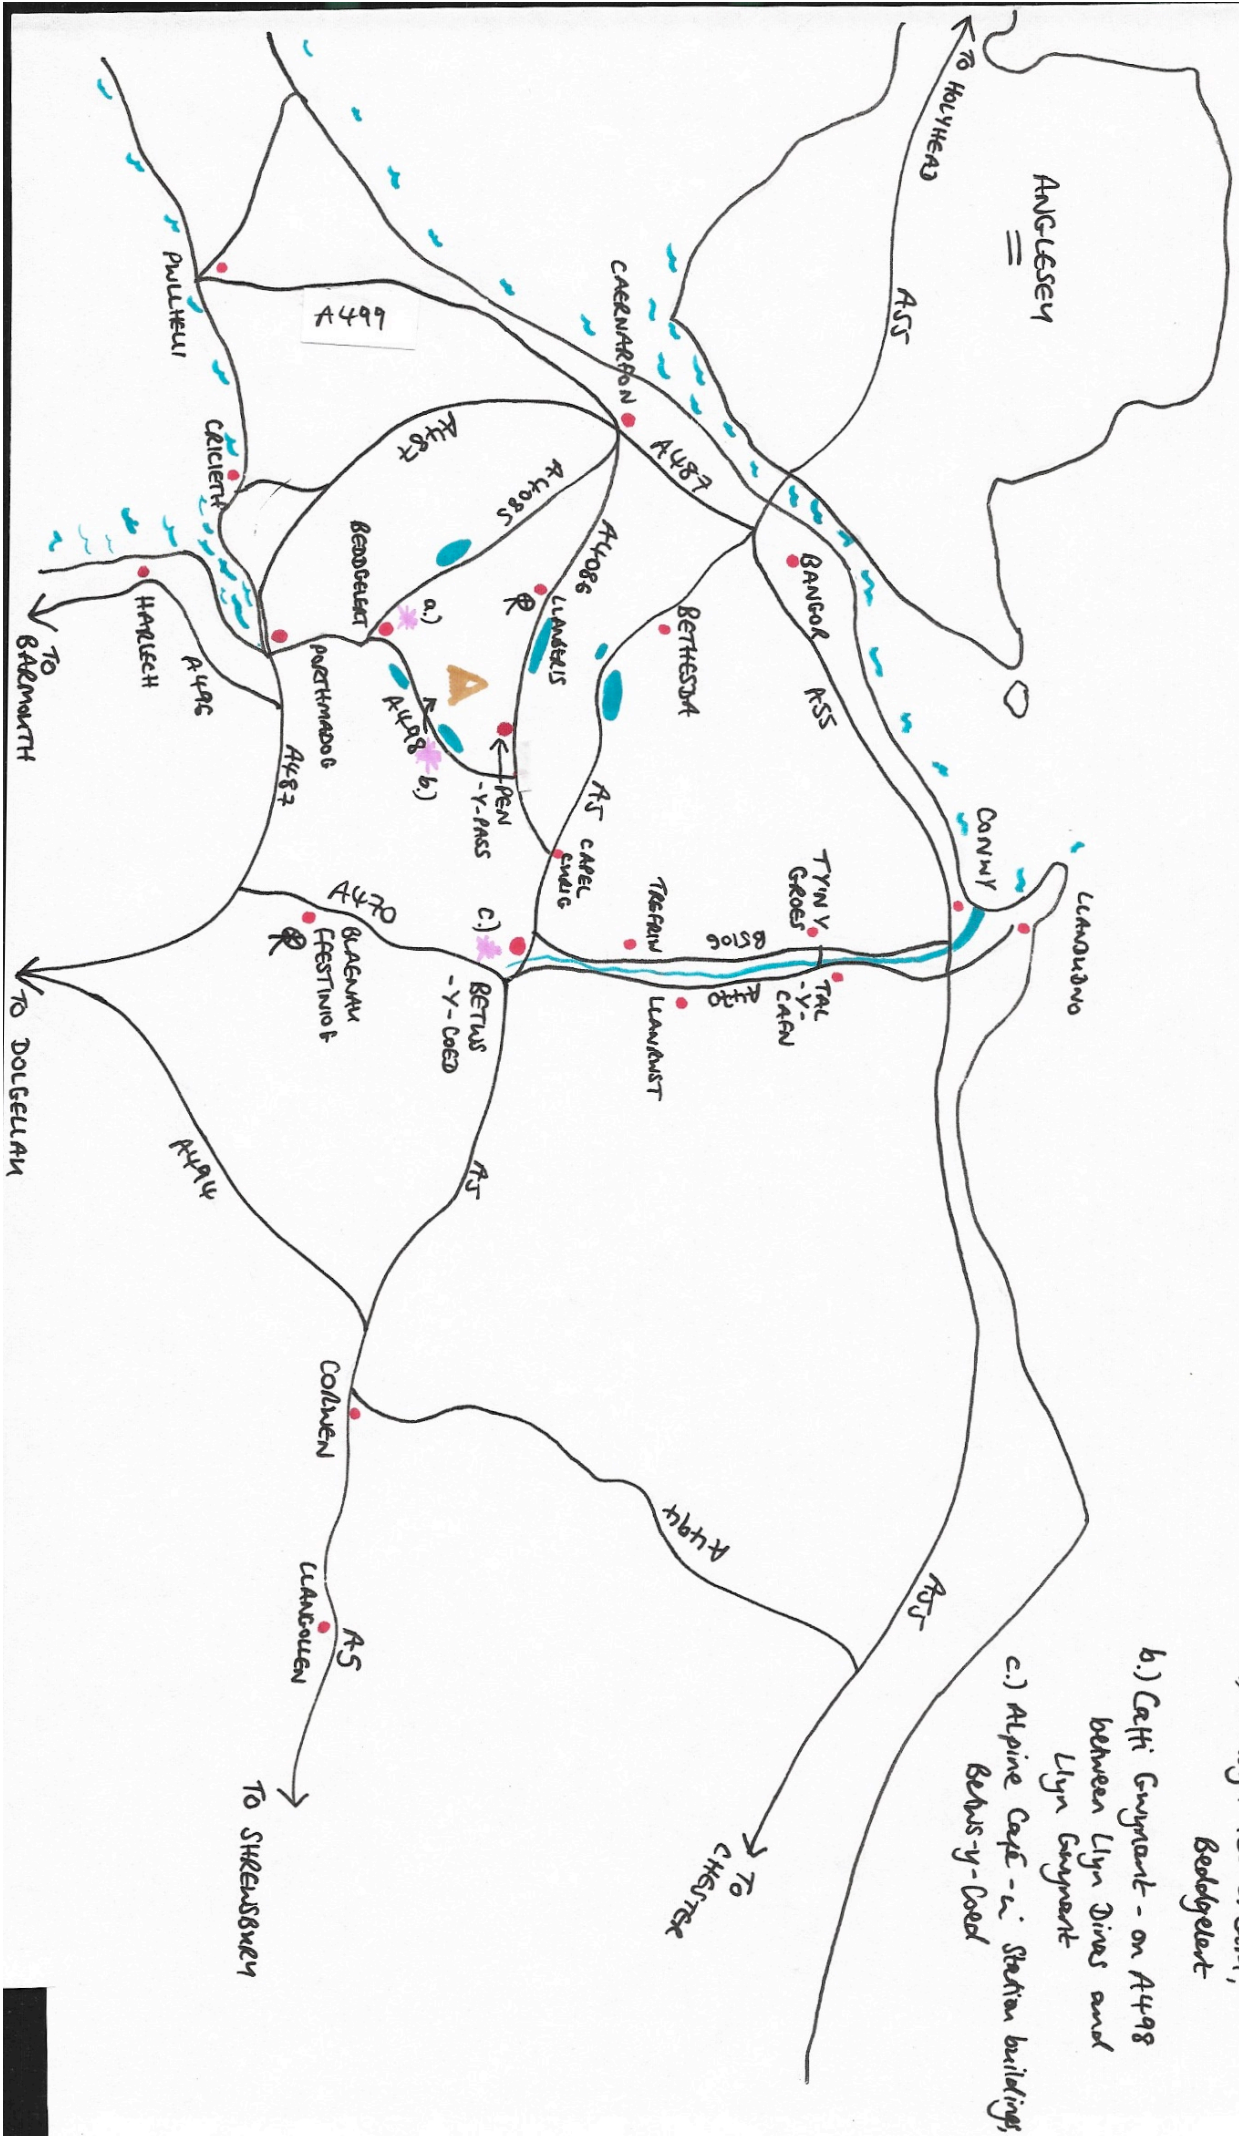 ANGLESEY
TO HOLYHEAD
A55
CAERNARFON
A487
BANGOR
A55
BETHESDA
CONWY
LLANDUDNO
PWLLHELI
A499
CRICIETH
A487
A4085
A4086
LLANBERIS
BEDDGELERT
a.)
A498
b.)
PEN
-Y-PASS
A5
CAPEL
CURIG
TREFRIW
TY'N Y
GROES
B5106
A470
TAL
-Y-
CAFN
LLANRWST
HARLECH
TO
BARMOUTH
A496
PORTHMADOG
A487
A470
BLAENAU
FFESTINIOG
c.)
BETWS
-Y-COED
TO DOLGELLAU
A494
A5
CORWEN
A494
LLANGOLLEN
A5
TO SHREWSBURY
A55
TO
CHESTER
Beddgelert
b.) Caffi Gwynant - on A498
between Llyn Dinas and
Llyn Gwynant
c.) Alpine Café - in Station buildings,
Betws-y-Coed